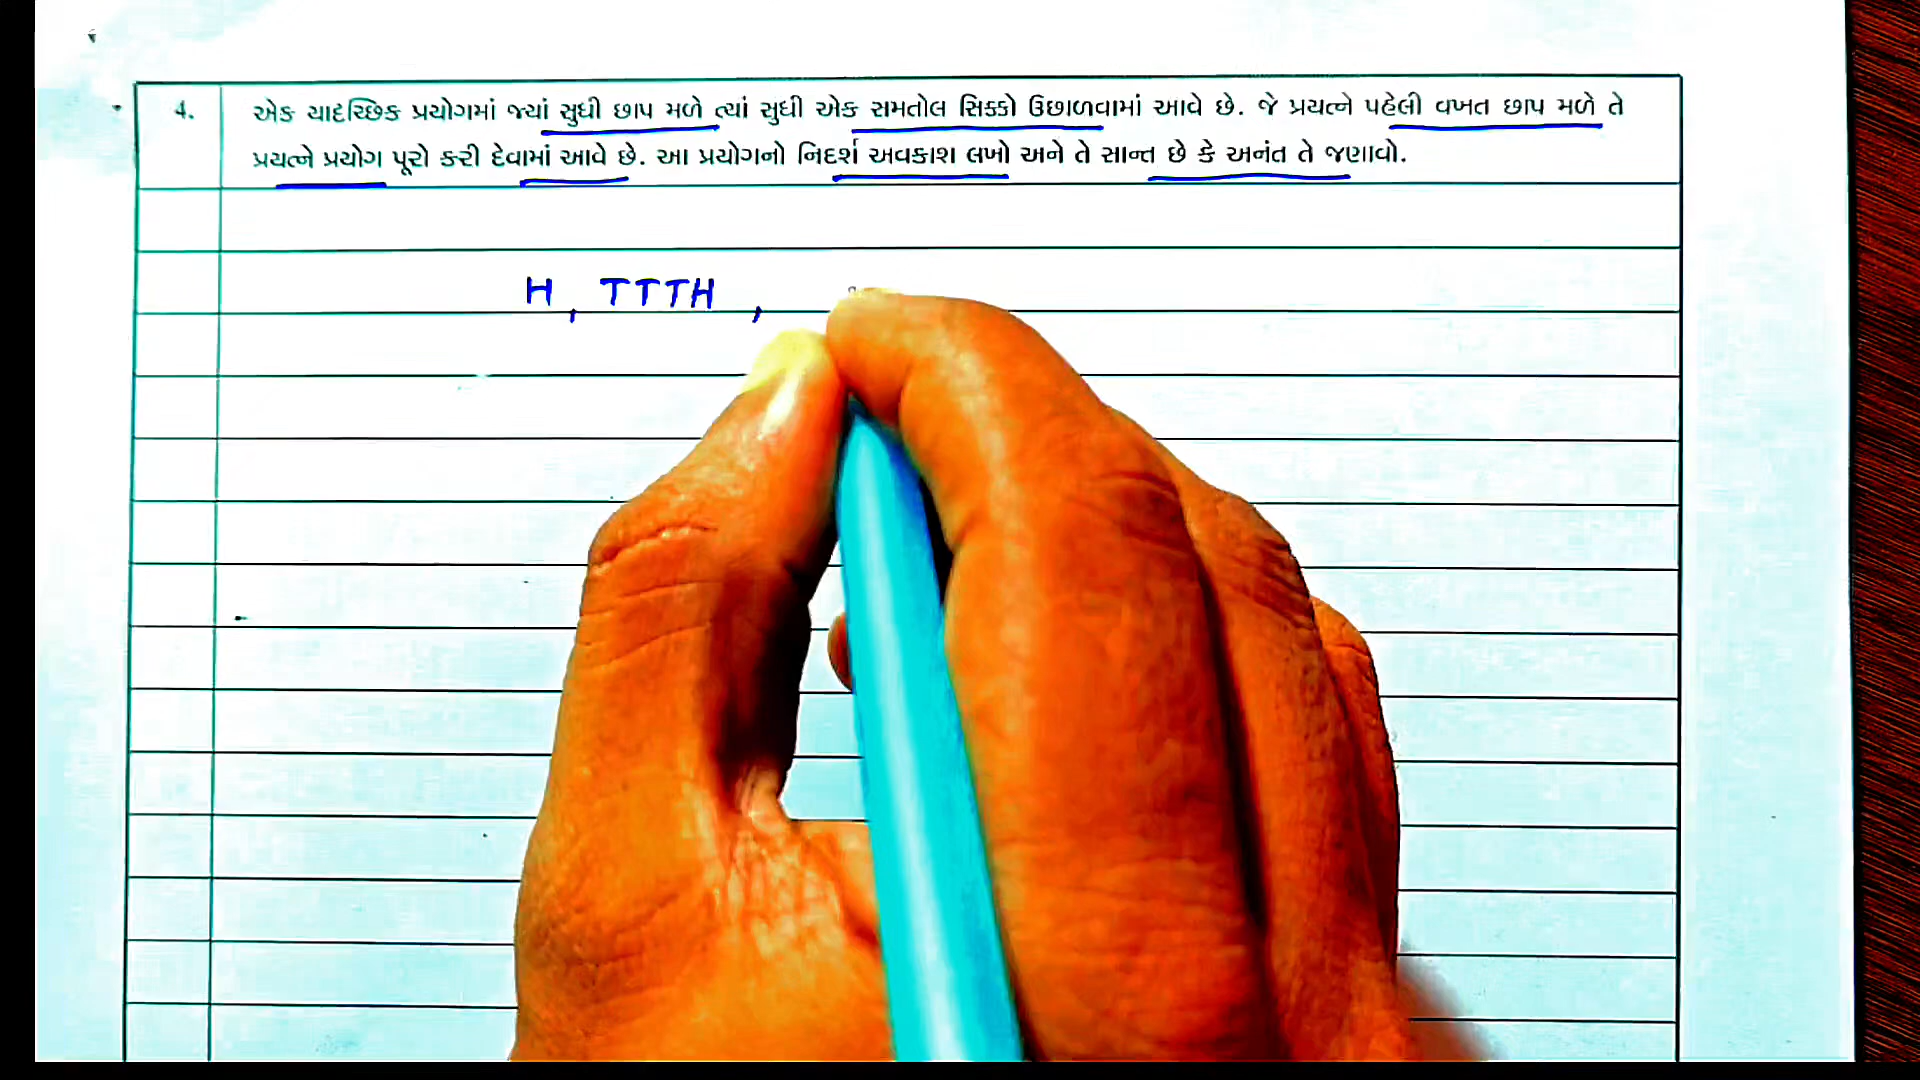 4. એક યાદચ્છિક પ્રયોગમાં જ્યાં સુધી છાપ મળે ત્યાં સુધી એક સમતોલ સિક્કો ઉછાળવામાં આવે છે. જે પ્રયત્ને પહેલી વખત છાપ મળે તે
પ્રયત્ને પ્રયોગ પૂરો કરી દેવામાં આવે છે. આ પ્રયોગનો નિદર્શ અવકાશ લખો અને તે સાન્ત છે કે અનંત તે જણાવો.
H, TTTH,